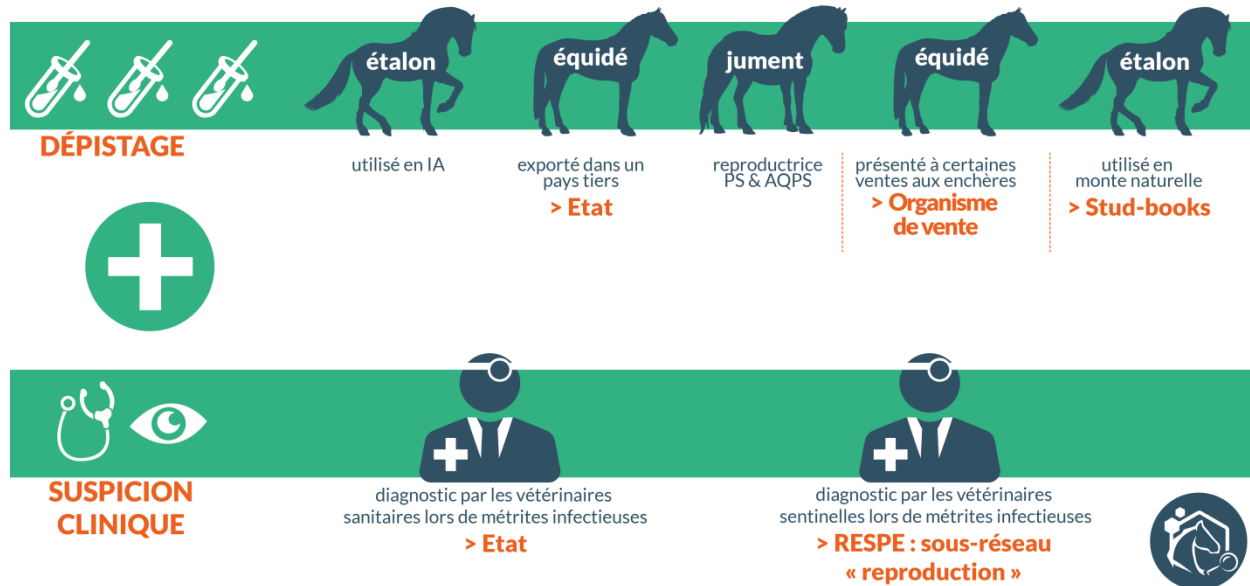 étalon
équidé
jument
équidé
étalon
DÉPISTAGE
utilisé en IA
exporté dans un
pays tiers
> Etat
reproductrice
PS & AQPS
présenté à certaines
ventes aux enchères
> Organisme
de vente
utilisé en
monte naturelle
> Stud-books
SUSPICION
CLINIQUE
diagnostic par les vétérinaires
sanitaires lors de métrites infectieuses
> Etat
diagnostic par les vétérinaires
sentinelles lors de métrites infectieuses
> RESPE : sous-réseau
« reproduction »